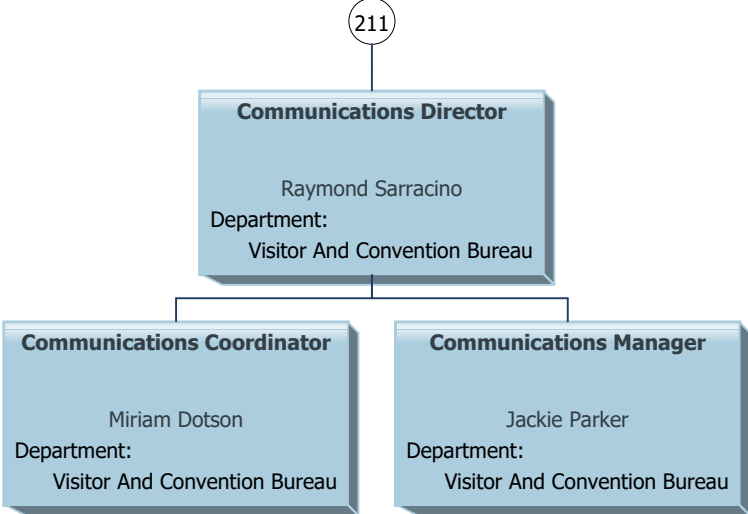 211
Communications Director
Raymond Sarracino
Department:
Visitor And Convention Bureau
Communications Coordinator
Miriam Dotson
Department:
Visitor And Convention Bureau
Communications Manager
Jackie Parker
Department:
Visitor And Convention Bureau